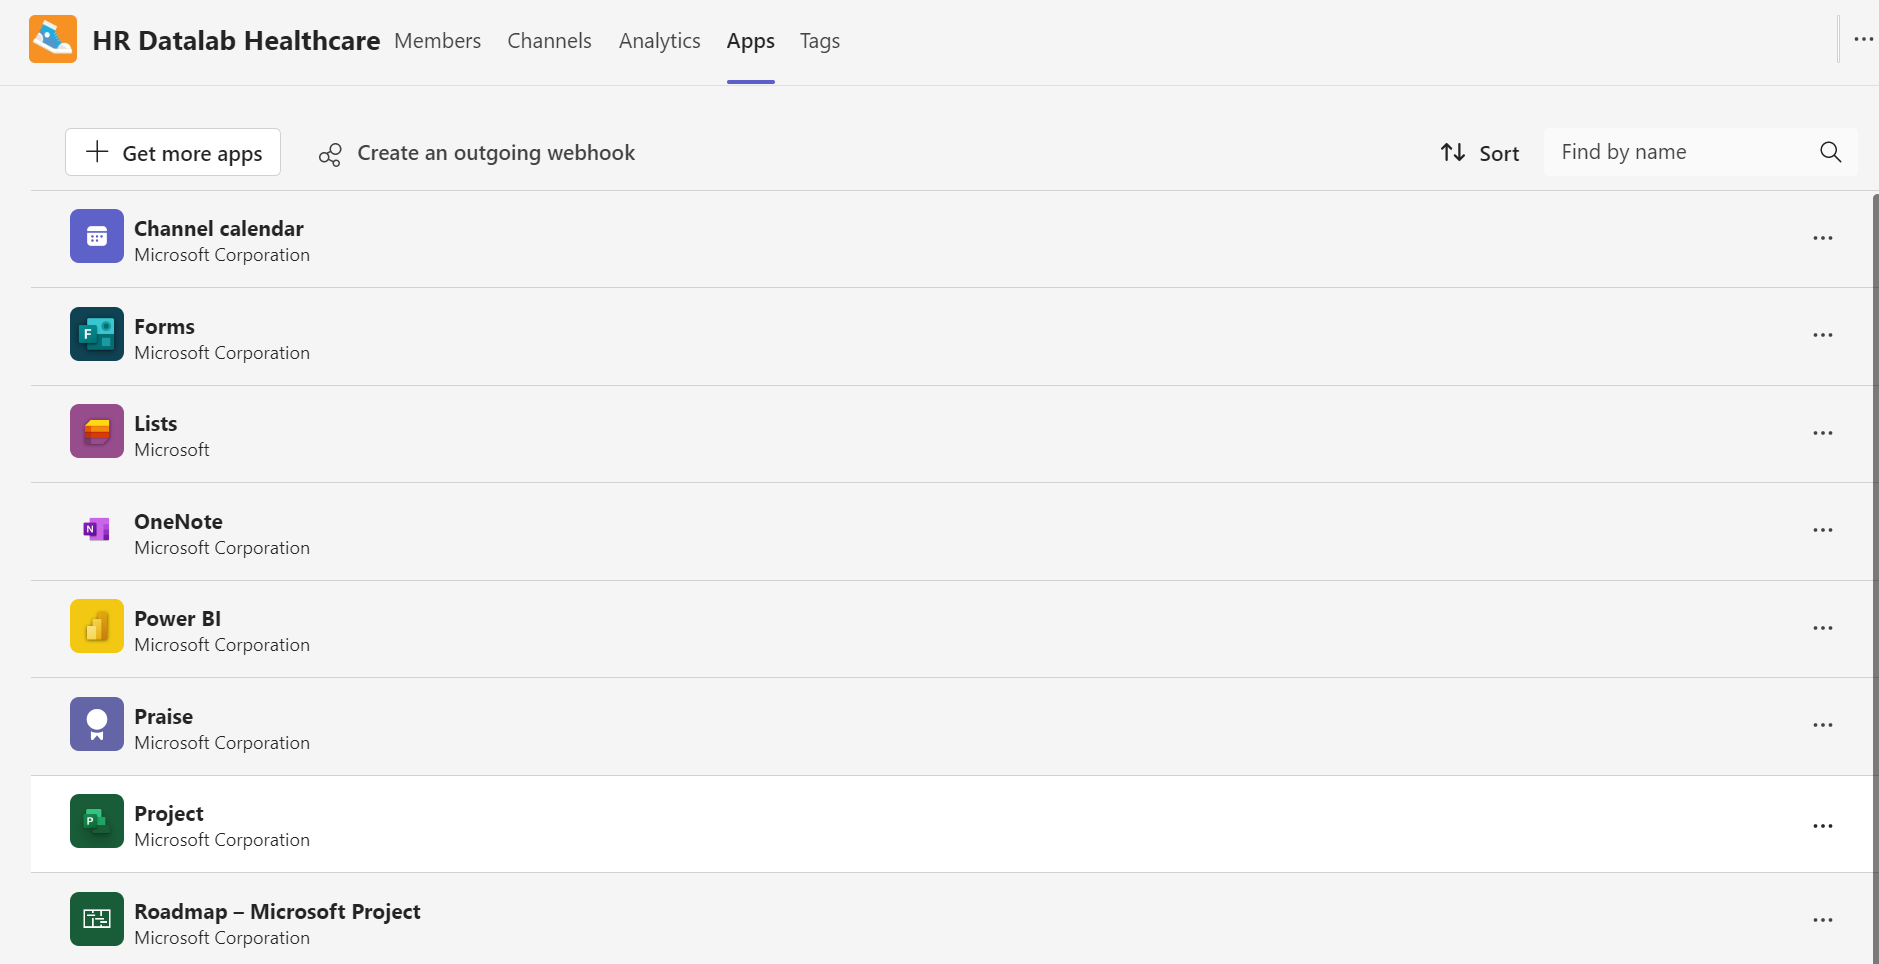 HR Datalab Healthcare Members Channels Analytics Apps Tags
Get more apps Create an outgoing webhook Sort Find by name
Channel calendar
Microsoft Corporation
F
Forms
Microsoft Corporation
Lists
Microsoft
N
OneNote
Microsoft Corporation
Power BI
Microsoft Corporation
Praise
Microsoft Corporation
P
Project
Microsoft Corporation
Roadmap – Microsoft Project
Microsoft Corporation